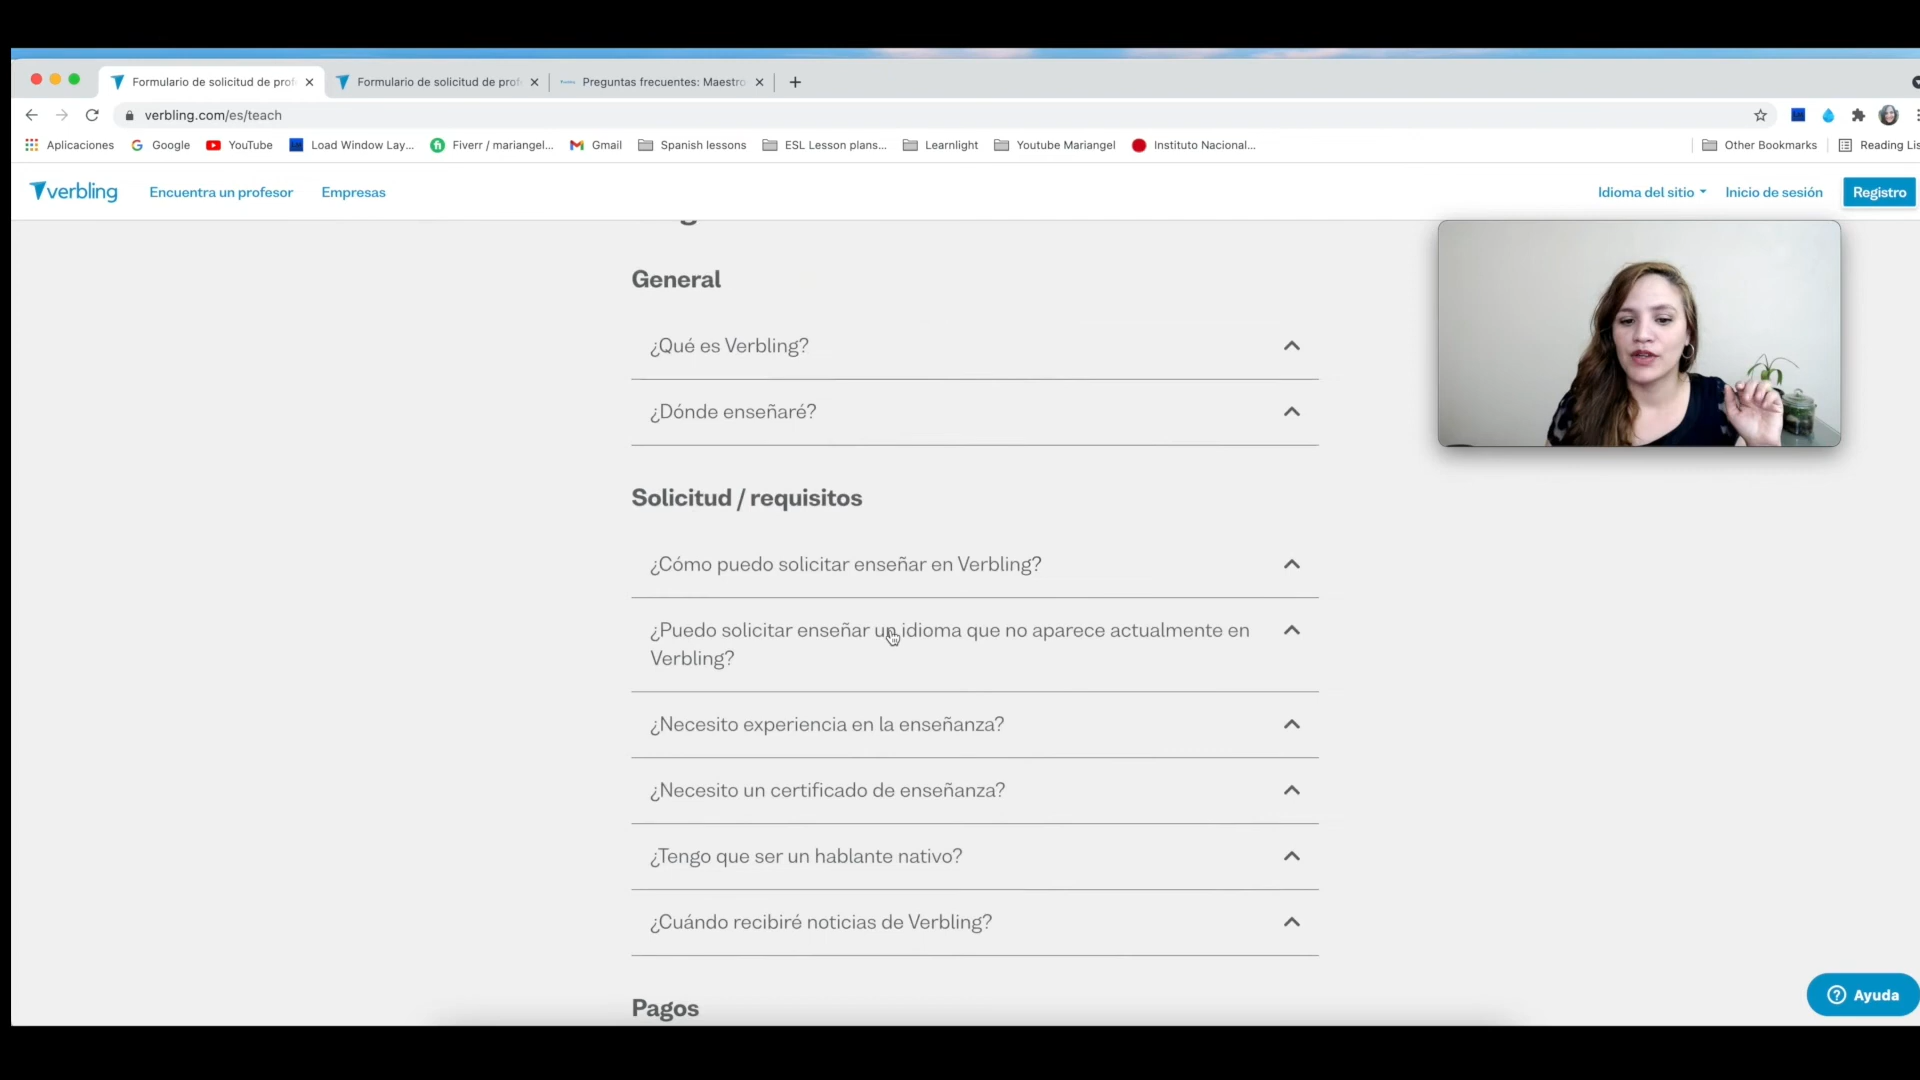 Formulario de solicitud de prof
Formulario de solicitud de prof
Preguntas frecuentes: Maestro
verbling.com/es/teach
Aplicaciones
Google
YouTube
Load Window Lay...
Fiverr / mariangel...
Gmail
Spanish lessons
ESL Lesson plans...
Learnlight
Youtube Mariangel
Instituto Nacional...
Other Bookmarks
Reading Lis
verbling
Encuentra un profesor
Empresas
Idioma del sitio
Inicio de sesión
Registro
General
¿Qué es Verbling?
¿Dónde enseñaré?
Solicitud / requisitos
¿Cómo puedo solicitar enseñar en Verbling?
¿Puedo solicitar enseñar un idioma que no aparece actualmente en
Verbling?
¿Necesito experiencia en la enseñanza?
¿Necesito un certificado de enseñanza?
¿Tengo que ser un hablante nativo?
¿Cuándo recibiré noticias de Verbling?
Pagos
Ayuda